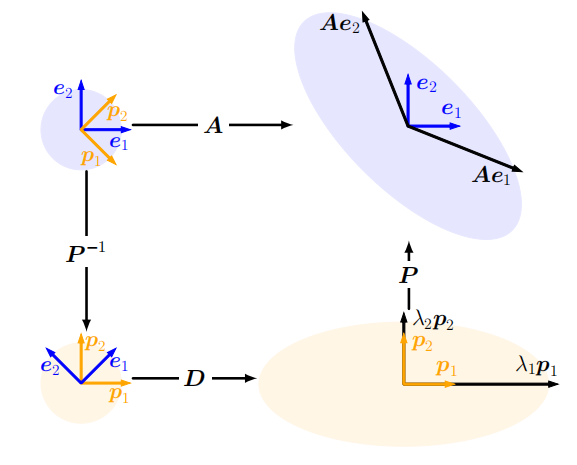 e₂
p₂
e₁
p₁
A
Ae₂
e₂
e₁
Ae₁
P⁻¹
P
p₂
e₁
e₂
p₁
D
λ₂p₂
p₂
p₁
λ₁p₁